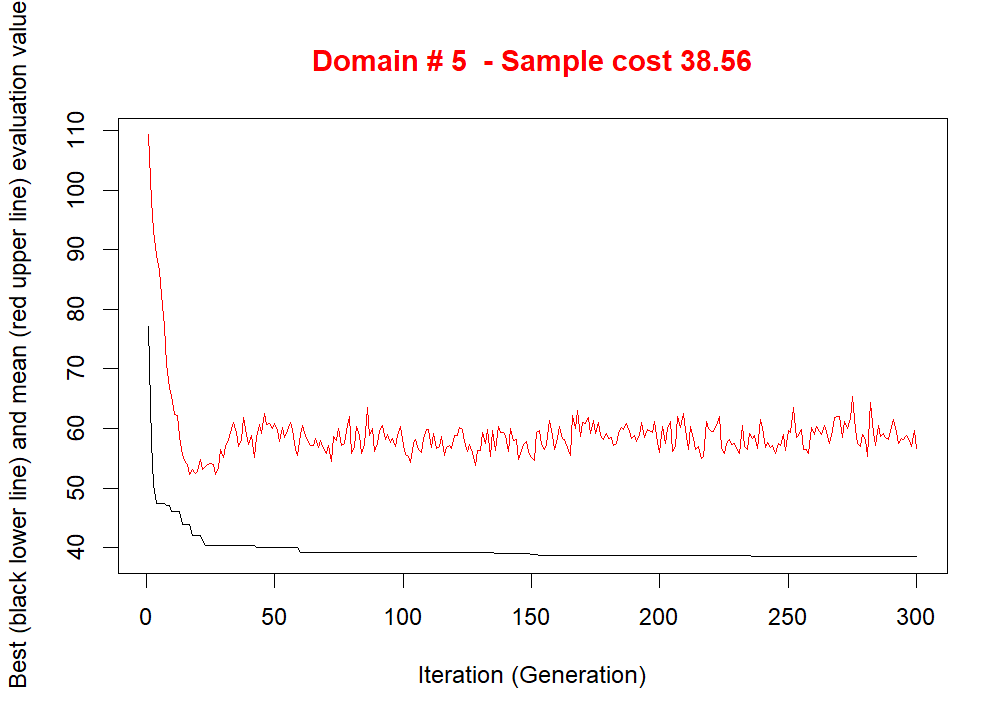 Domain # 5 - Sample cost 38.56
Best (black lower line) and mean (red upper line) evaluation value
110
100
90
80
70
60
50
40
0 50 100 150 200 250 300
Iteration (Generation)